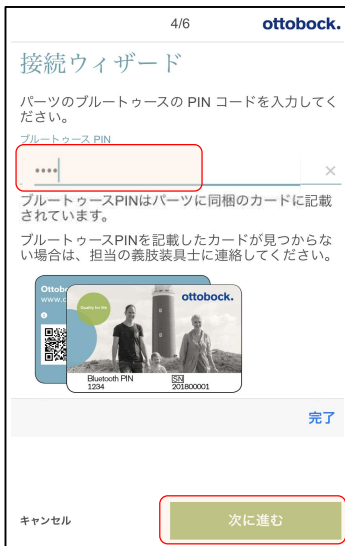 4/6
ottobock.
接続ウィザード
パーツのブルートゥースの PIN コードを入力してく
ださい。
ブルートゥース PIN
••••
ブルートゥースPINはパーツに同梱のカードに記載
されています。
ブルートゥースPINを記載したカードが見つからな
い場合は、担当の義肢装具士に連絡してください。
ottobock.
Quality for life
Bluetooth PIN
1234
SN
201800001
完了
キャンセル
次に進む